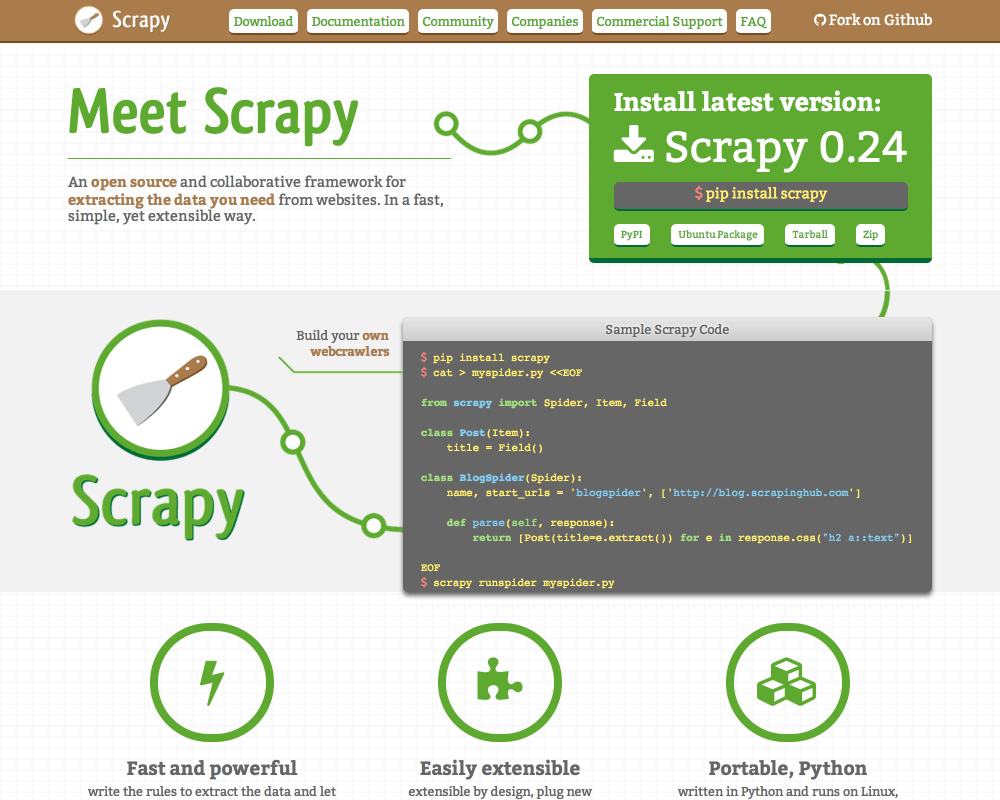 Scrapy
Download
Documentation
Community
Companies
Commercial Support
FAQ
Fork on Github
Meet Scrapy
An open source and collaborative framework for
extracting the data you need from websites. In a fast,
simple, yet extensible way.
Install latest version:
Scrapy 0.24
$ pip install scrapy
PyPI
Ubuntu Package
Tarball
Zip
Scrapy
Build your own
webcrawlers
Sample Scrapy Code
$ pip install scrapy
$ cat > myspider.py <<EOF
from scrapy import Spider, Item, Field
class Post(Item):
    title = Field()
class BlogSpider(Spider):
    name, start_urls = 'blogspider', ['http://blog.scrapinghub.com']
    def parse(self, response):
        return [Post(title=e.extract()) for e in response.css("h2 a::text")]
EOF
$ scrapy runspider myspider.py
Fast and powerful
write the rules to extract the data and let
Easily extensible
extensible by design, plug new
Portable, Python
written in Python and runs on Linux,